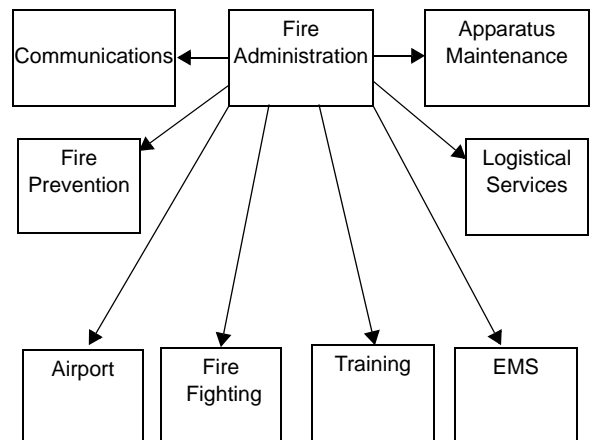 Communications
Fire
Administration
Apparatus
Maintenance
Fire
Prevention
Logistical
Services
Airport
Fire
Fighting
Training
EMS